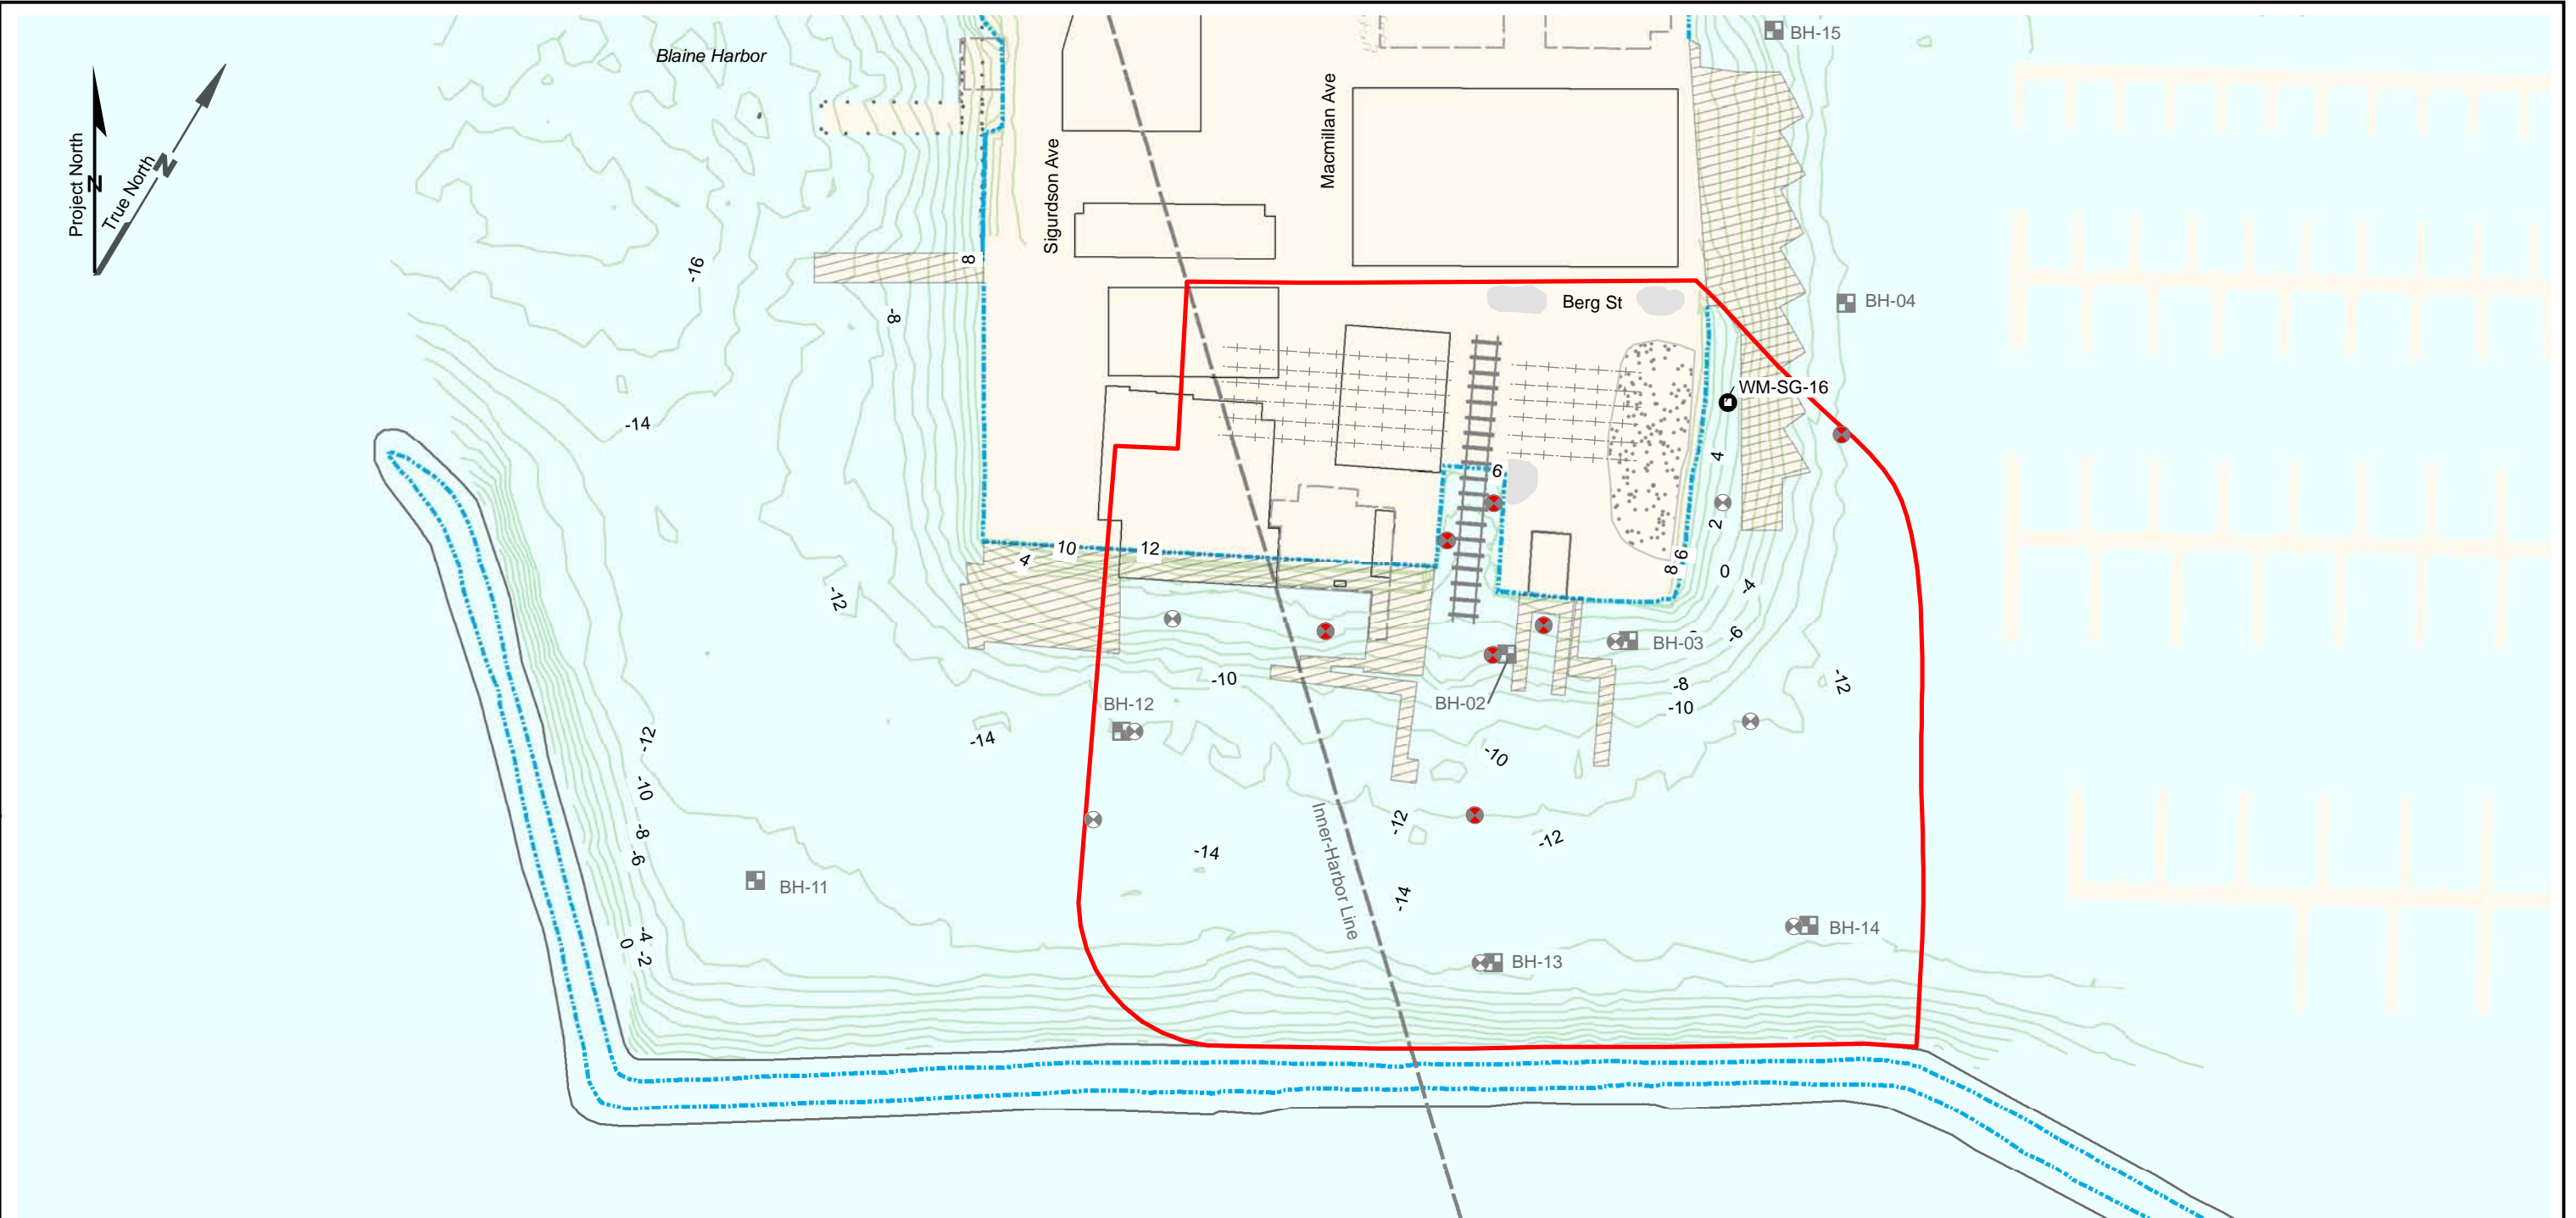 BH-15
Blaine Harbor
Project North
N
True North
N
Sigurdson Ave
Macmillan Ave
8
-16
-8
Berg St
BH-04
WM-SG-16
-14
4
6
2
4
10
12
8
6
0
-4
-12
-6
BH-03
-10
-8
-12
BH-12
BH-02
-10
-14
-12
-10
-10
-12
-12
-8
-6
-14
Inner-Harbor Line
BH-11
-14
BH-14
-4
0
-2
BH-13